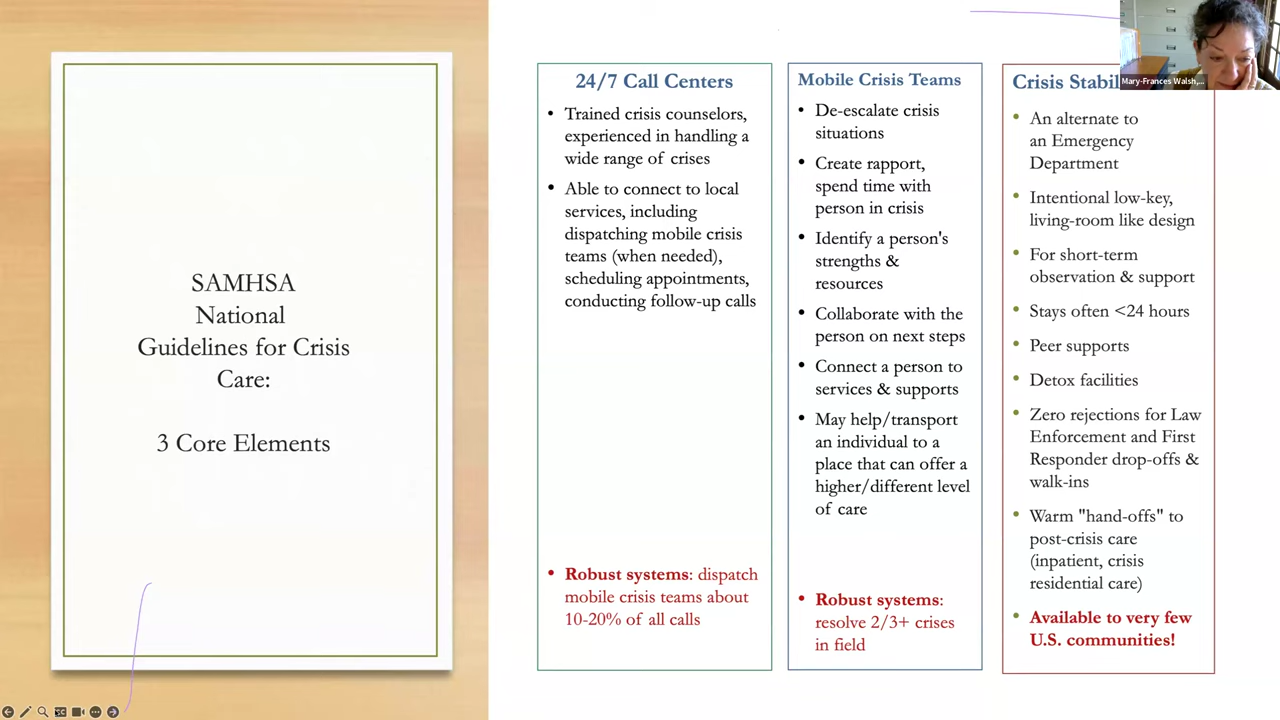 SAMHSA
National
Guidelines for Crisis
Care:
3 Core Elements
24/7 Call Centers
• Trained crisis counselors,
experienced in handling a
wide range of crises
• Able to connect to local
services, including
dispatching mobile crisis
teams (when needed),
scheduling appointments,
conducting follow-up calls
• Robust systems: dispatch
mobile crisis teams about
10-20% of all calls
Mobile Crisis Teams
• De-escalate crisis
situations
• Create rapport,
spend time with
person in crisis
• Identify a person's
strengths &
resources
• Collaborate with the
person on next steps
• Connect a person to
services & supports
• May help/transport
an individual to a
place that can offer a
higher/different level
of care
• Robust systems:
resolve 2/3+ crises
in field
Crisis Stabil
• An alternate to
an Emergency
Department
• Intentional low-key,
living-room like design
• For short-term
observation & support
• Stays often <24 hours
• Peer supports
• Detox facilities
• Zero rejections for Law
Enforcement and First
Responder drop-offs &
walk-ins
• Warm "hand-offs" to
post-crisis care
(inpatient, crisis
residential care)
• Available to very few
U.S. communities!
Mary-Frances Walsh,...